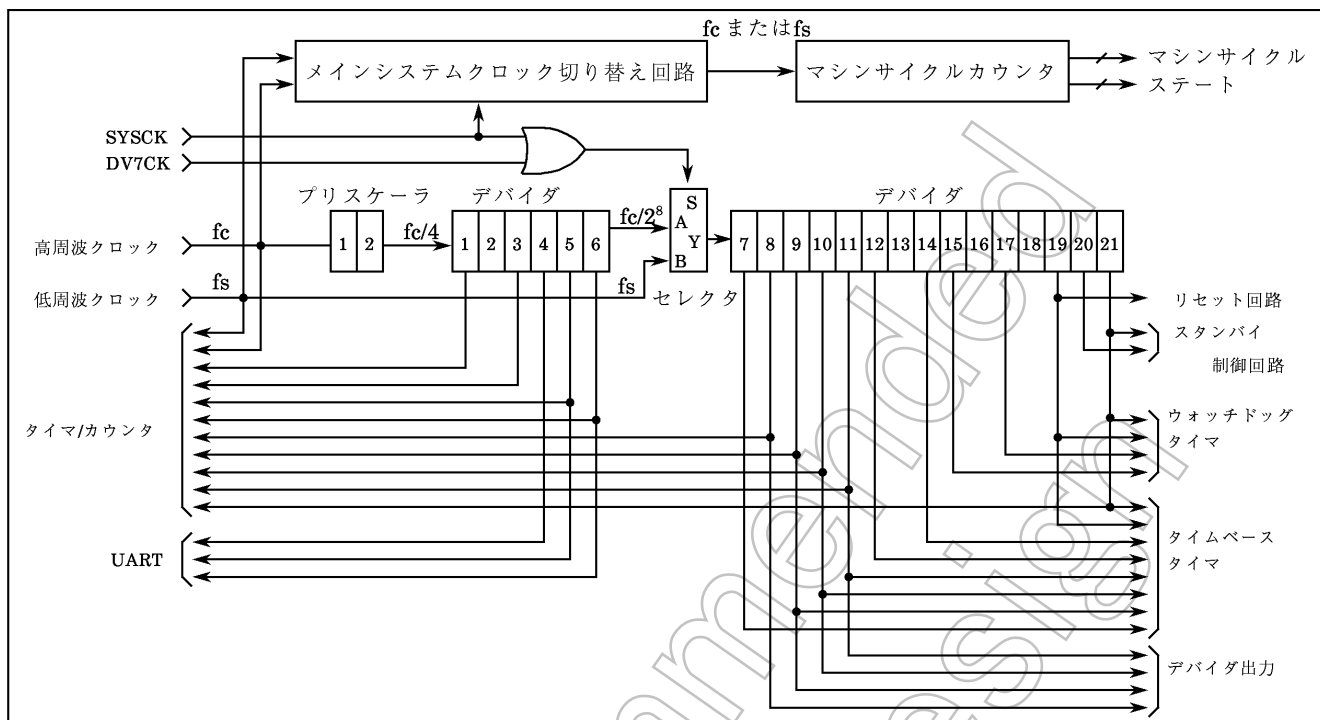 fc または fs
メインシステムクロック切り替え回路
マシンサイクルカウンタ
マシンサイクル
ステート
SYSCK
DV7CK
プリスケーラ
デバイダ
fc/2⁸
S
A
Y
B
セレクタ
デバイダ
高周波クロック
fc
1 2
fc/4
1 2 3 4 5 6
7 8 9 10 11 12 13 14 15 16 17 18 19 20 21
低周波クロック
fs
fs
リセット回路
スタンバイ
制御回路
タイマ/カウンタ
ウォッチドッグ
タイマ
UART
タイムベース
タイマ
デバイダ出力